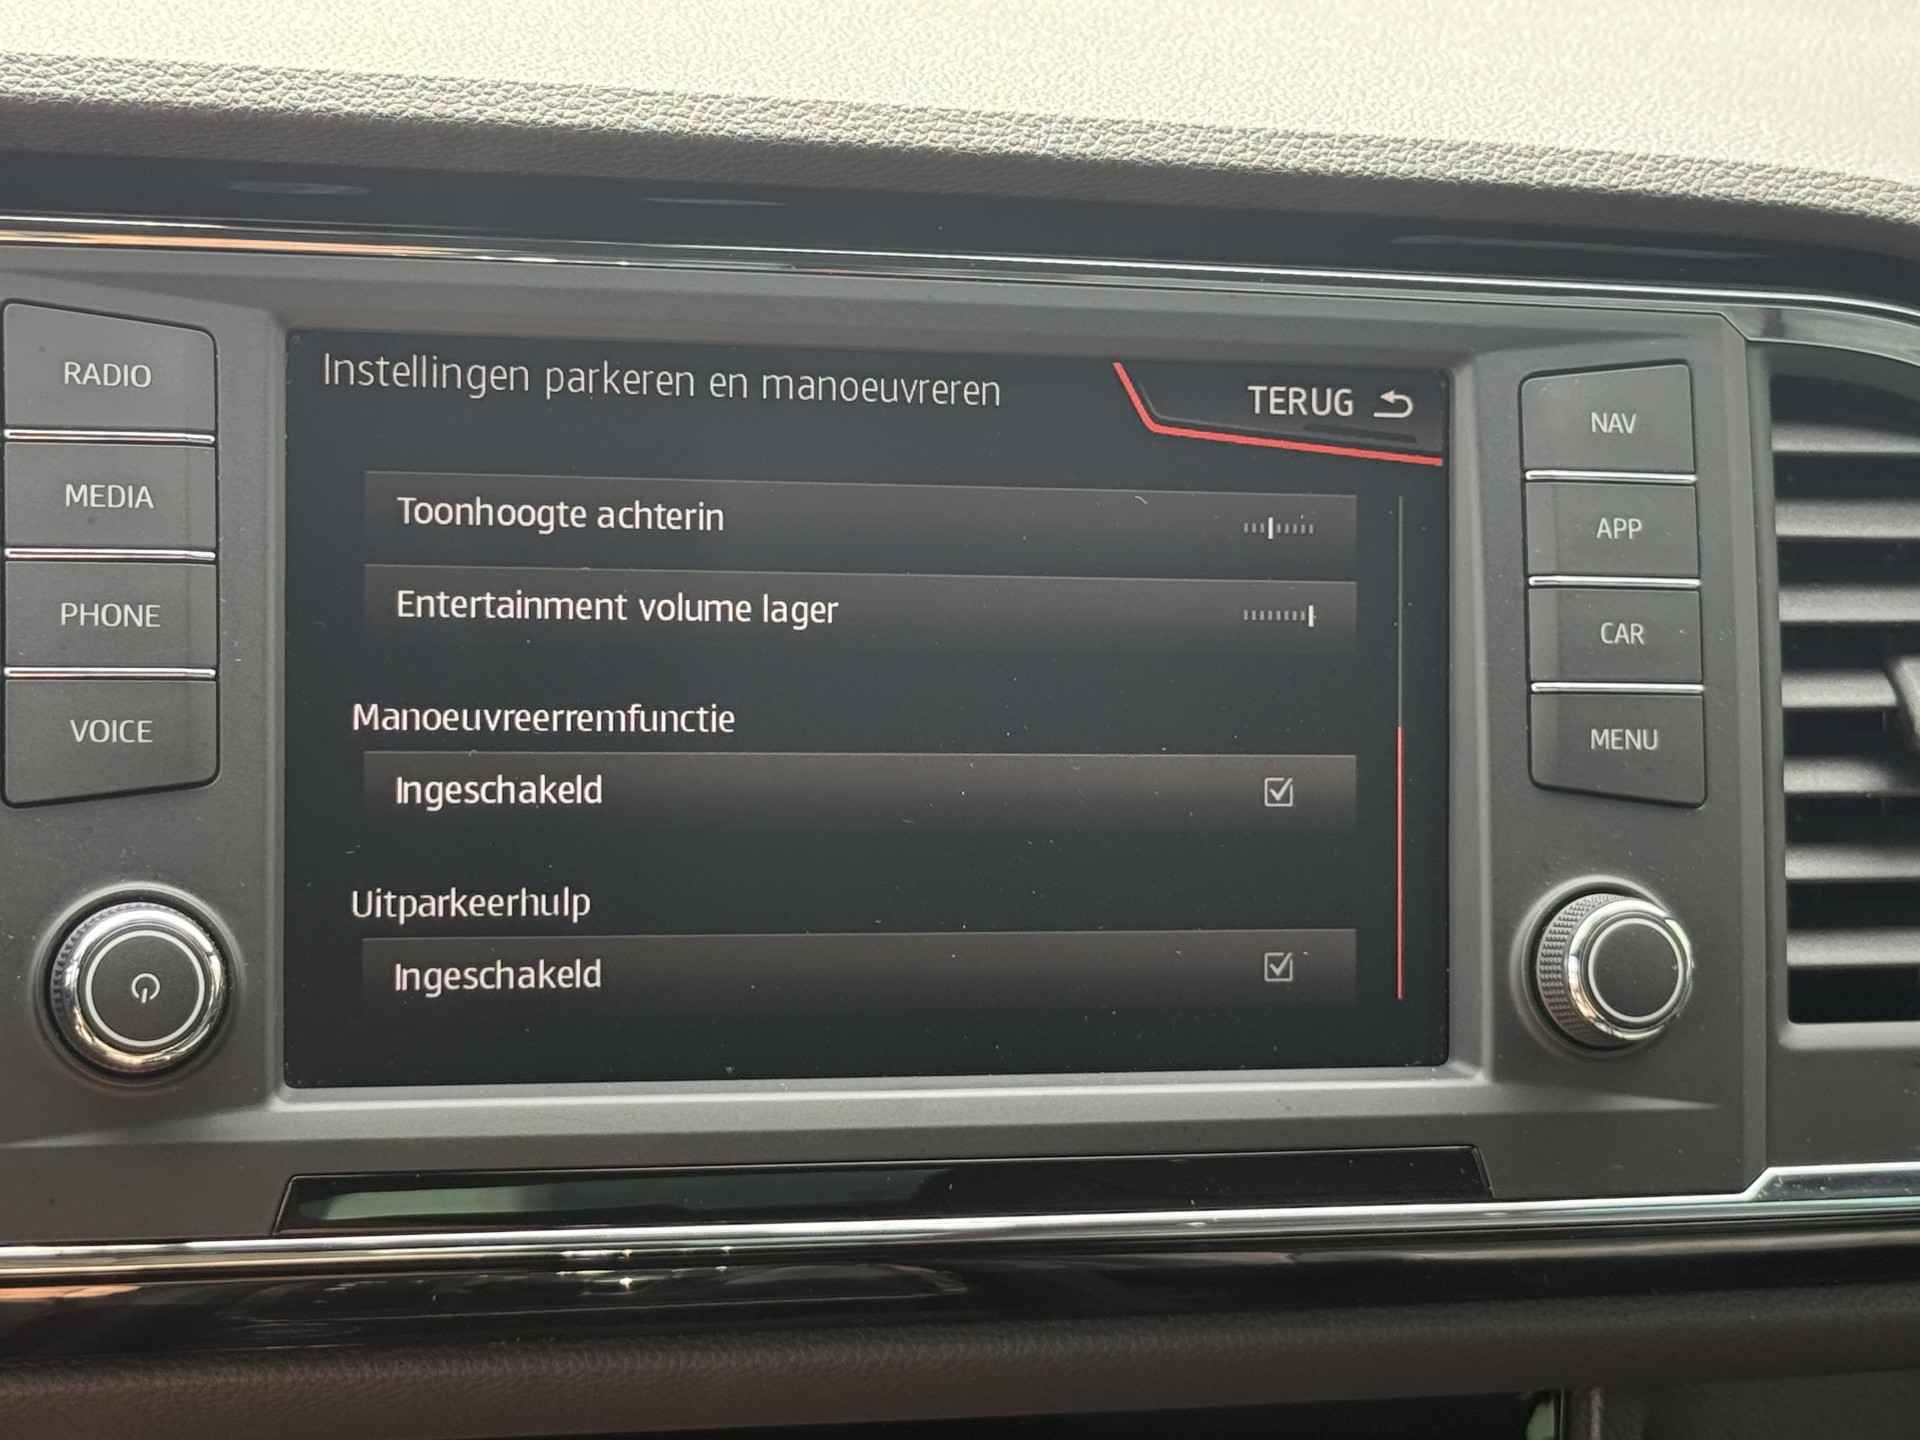 Instellingen parkeren en manoeuvreren
TERUG
Toonhoogte achterin
Entertainment volume lager
Manoeuvreerremfunctie
Ingeschakeld
Uitparkeerhulp
Ingeschakeld
RADIO
MEDIA
PHONE
VOICE
NAV
APP
CAR
MENU